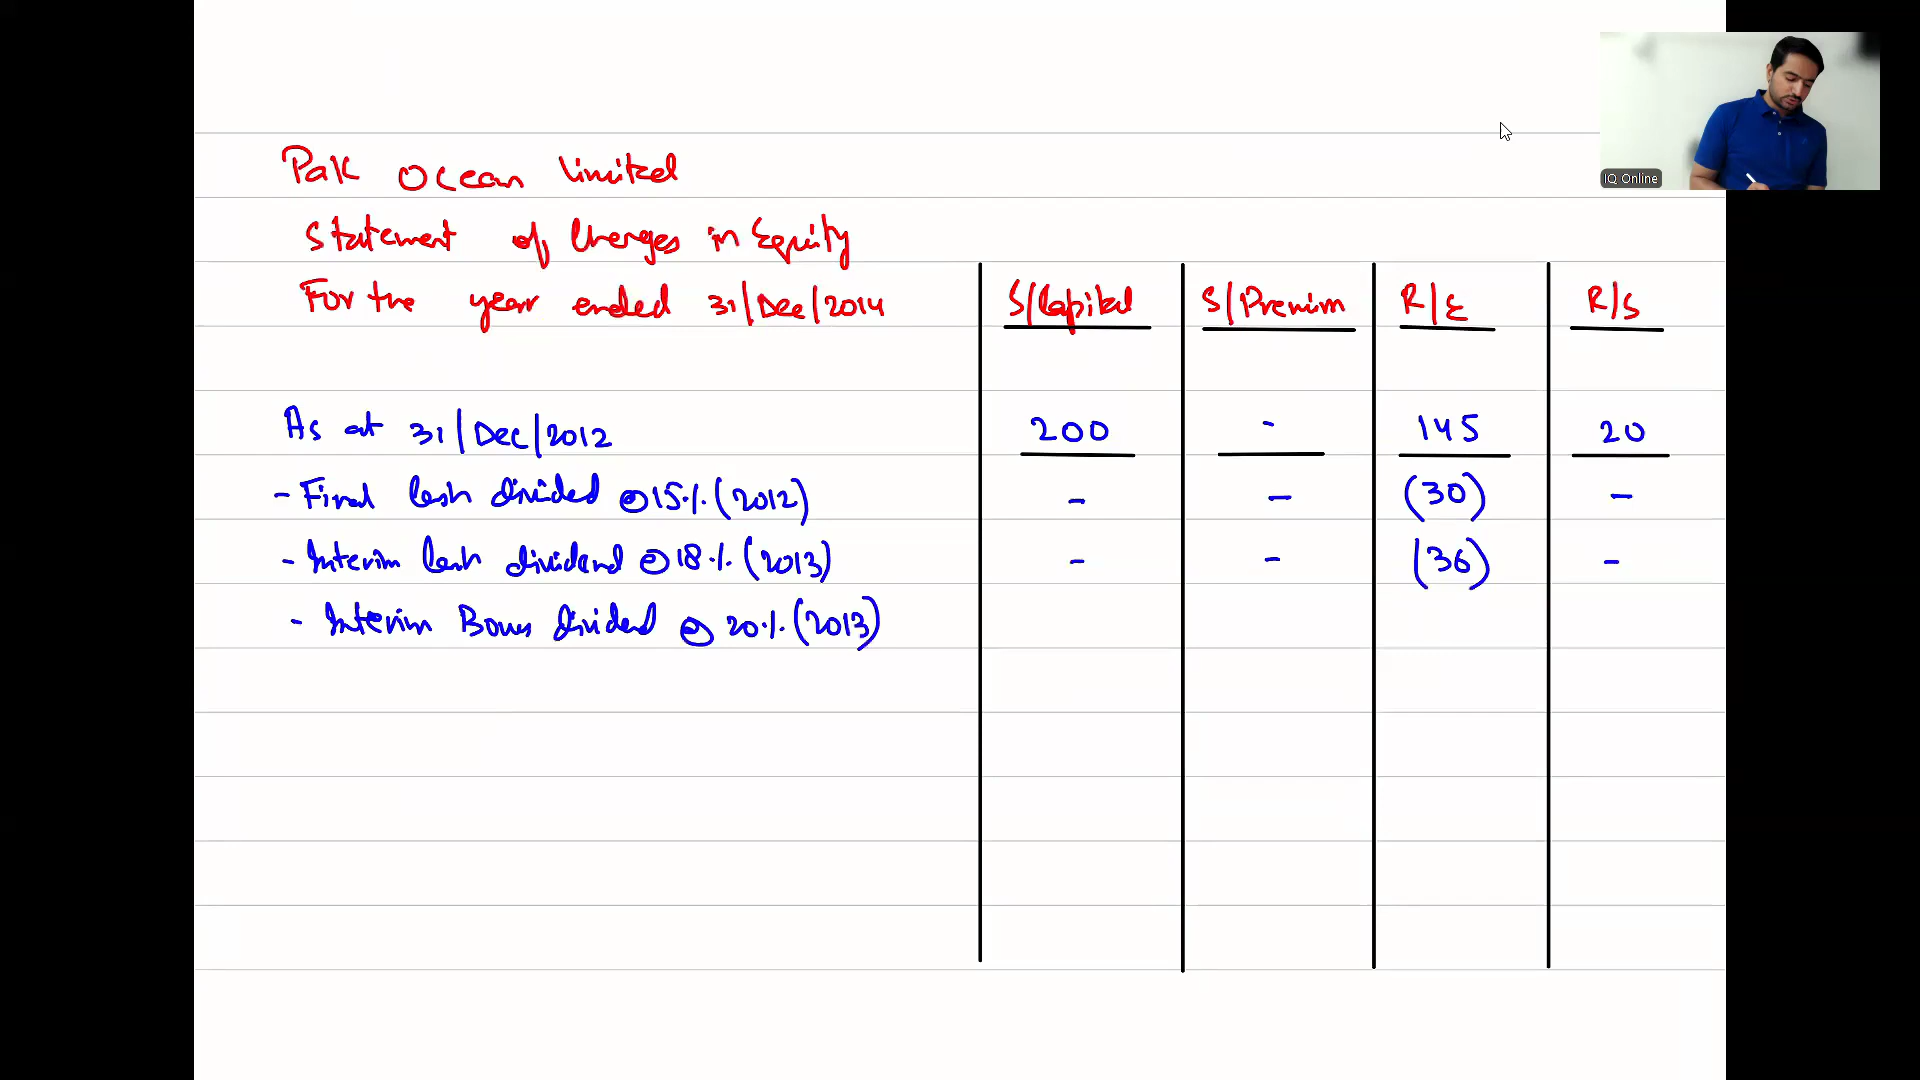 IQ Online
Pak Ocean limited
Statement of Changes in Equity
For the year ended 31/Dec/2014 S/Capital S/Premium R/E R/S
As at 31/Dec/2012 200 - 145 20
- Final Cash divided @ 15% (2012) - - (30) -
- Interim Cash dividend @ 18% (2013) - - (36) -
- Interim Bonus dividend @ 20% (2013)